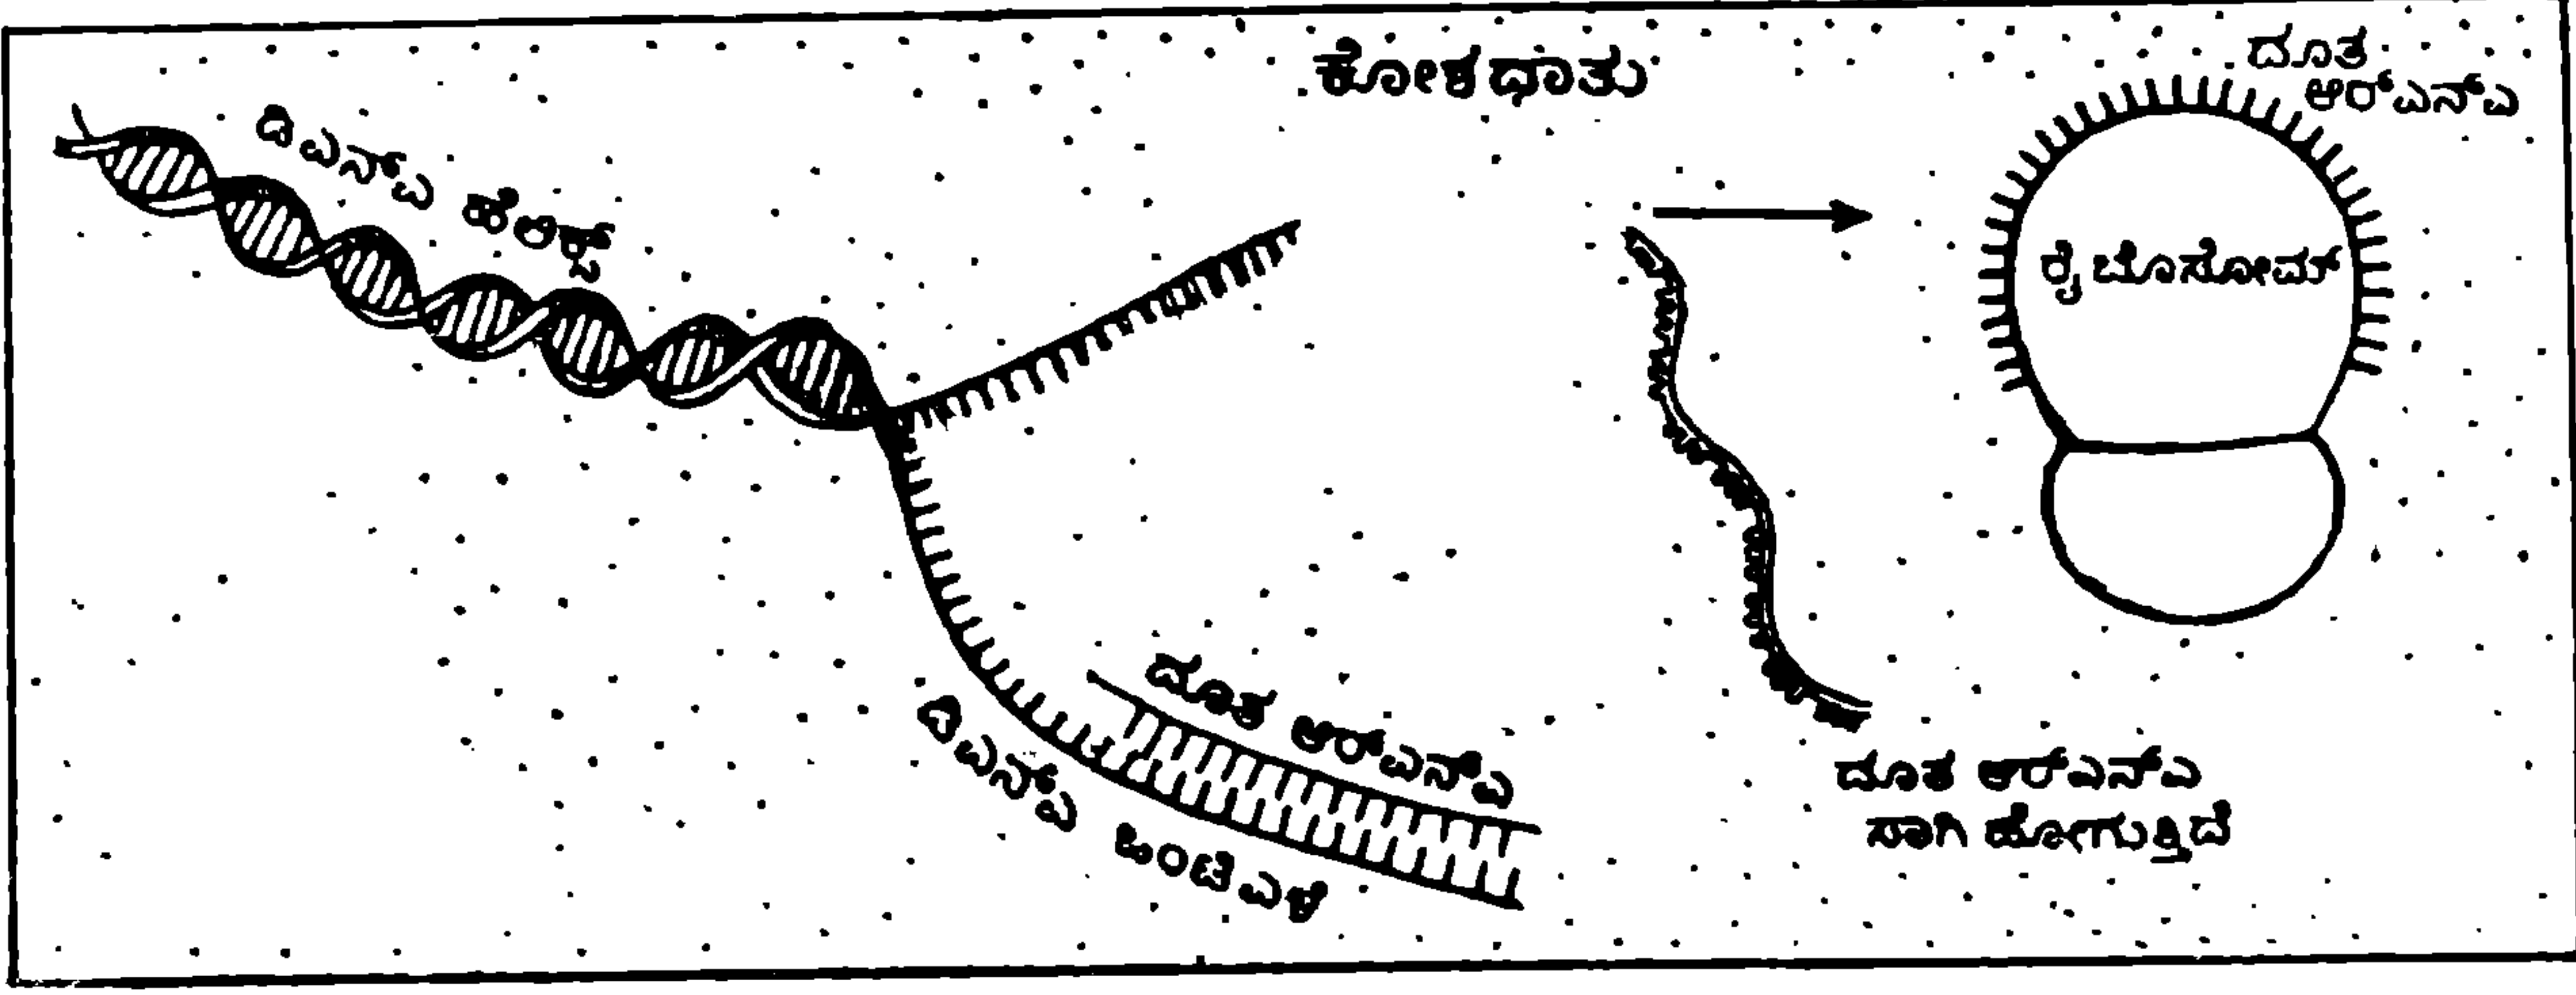 ಕೋಶಧಾತು
ದೂತ
ಆರ್ಎನ್ಎ
ಡಿಎನ್ಎ ಹೆಲಿಕ್ಸ್
ರೈಬೊಸೋಮ್
ದೂತ ಆರ್ಎನ್ಎ
ಡಿಎನ್ಎ ಒಂಟಿಎಳೆ
ದೂತ ಆರ್ಎನ್ಎ
ಸಾಗಿ ಹೋಗುತ್ತಿದೆ